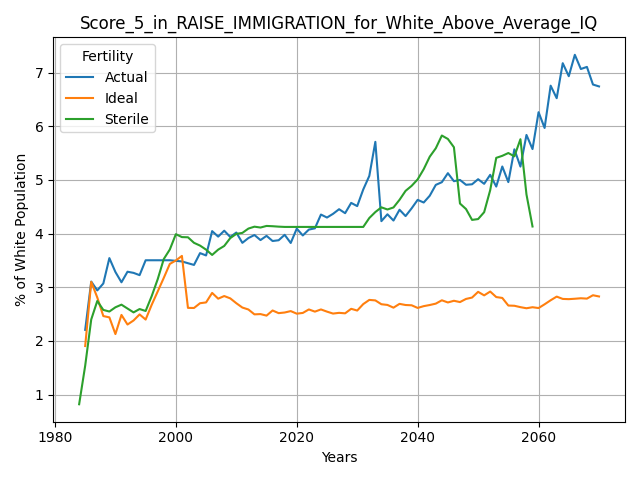 Score_5_in_RAISE_IMMIGRATION_for_White_Above_Average_IQ
Fertility
Actual
Ideal
Sterile
% of White Population
7
6
5
4
3
2
1
1980 2000 2020 2040 2060
Years